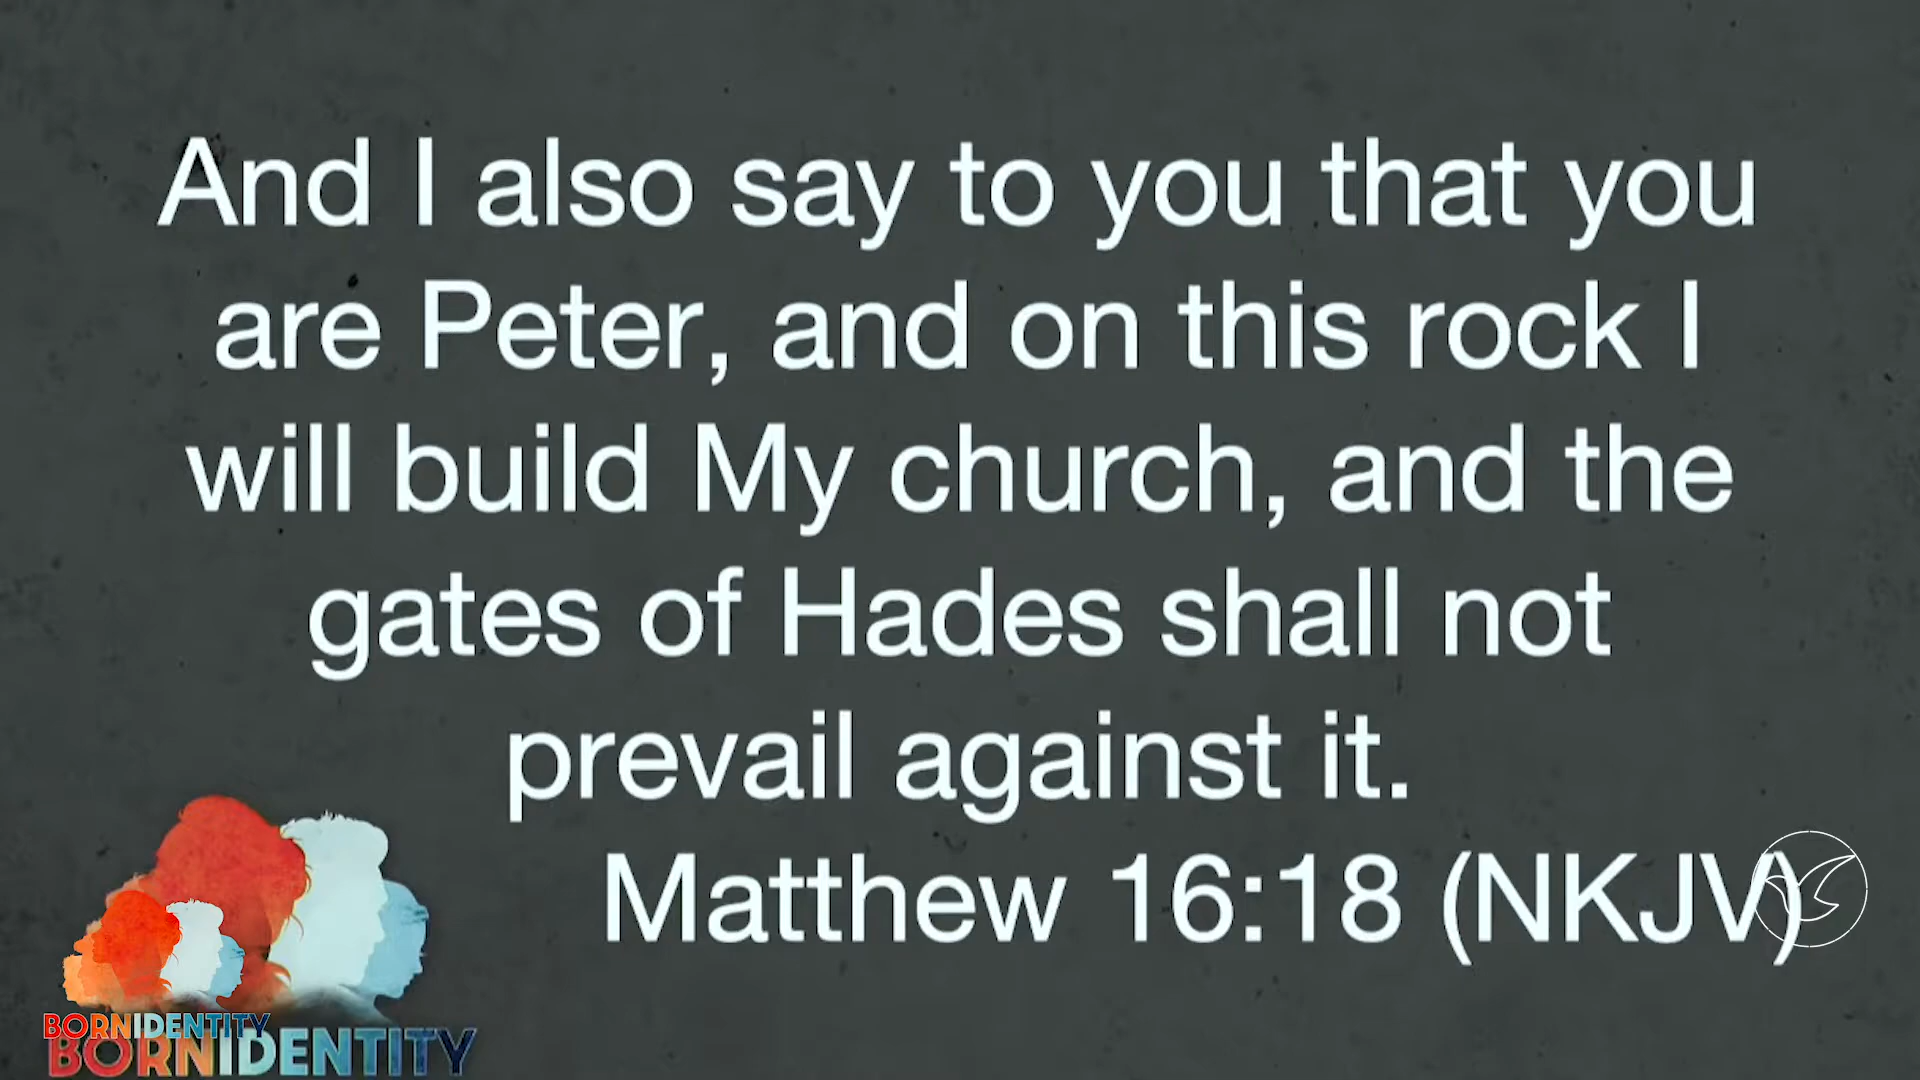 And I also say to you that you
are Peter, and on this rock I
will build My church, and the
gates of Hades shall not
prevail against it.
Matthew 16:18 (NKJV)
BORNIDENTITY
BORNIDENTITY